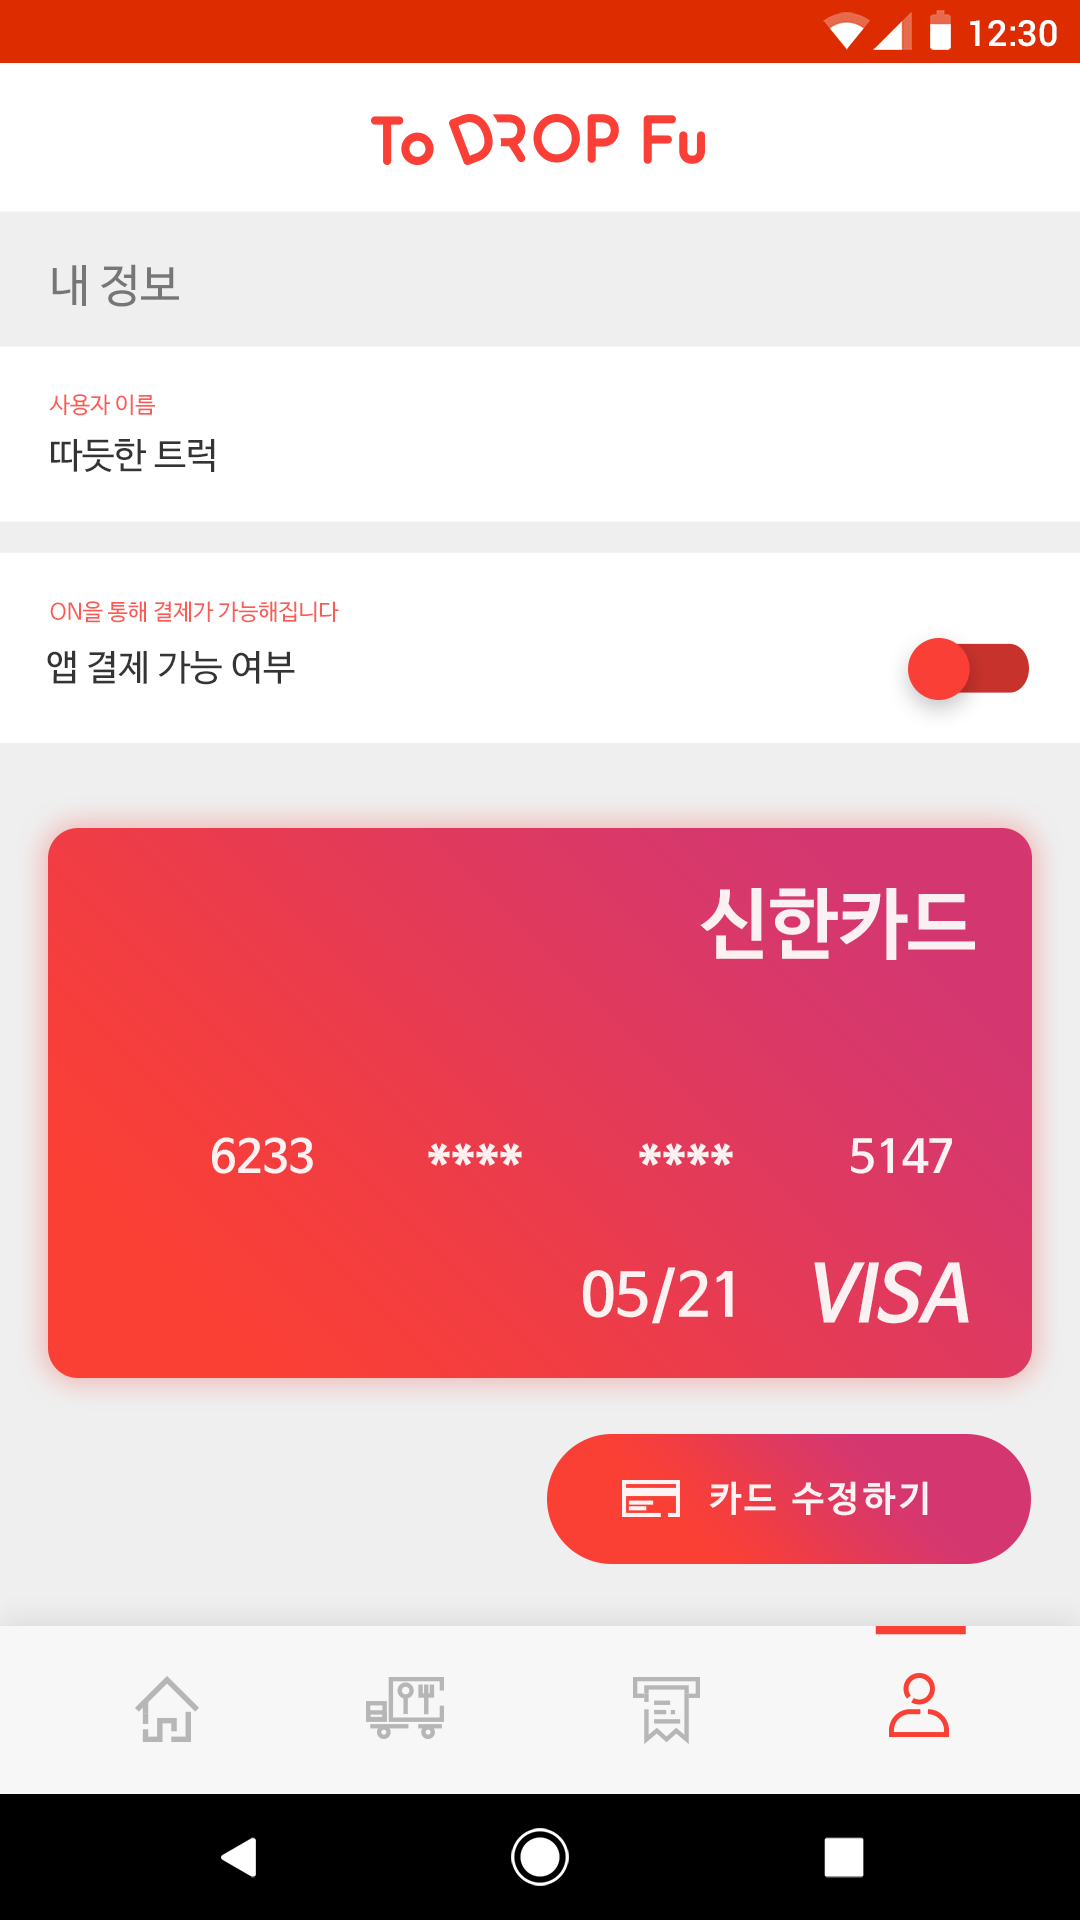 12:30
To DROP Fu
내 정보
사용자 이름
따듯한 트럭
ON을 통해 결제가 가능해집니다
앱 결제 가능 여부
신한카드
6233 **** **** 5147
05/21 VISA
카드 수정하기